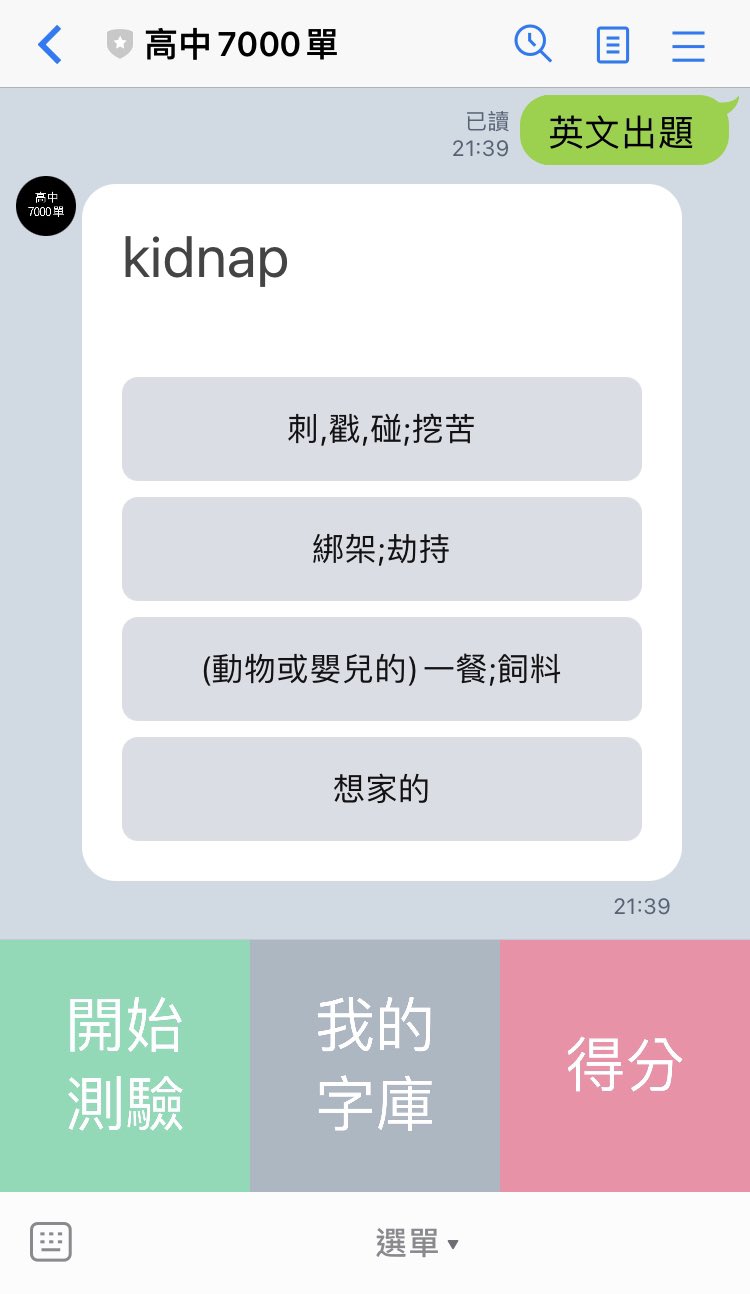 高中7000單
已讀
21:39
英文出題
高中
7000單
kidnap
刺,戳,碰;挖苦
綁架;劫持
(動物或嬰兒的)一餐;飼料
想家的
21:39
開始
測驗
我的
字庫
得分
選單▾